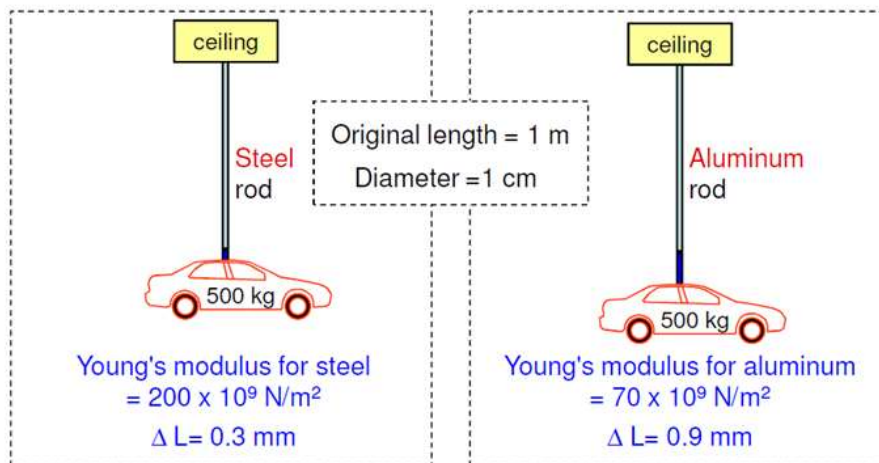 ceiling
Steel
rod
500 kg
Young's modulus for steel
= 200 x 10⁹ N/m²
Δ L= 0.3 mm
Original length = 1 m
Diameter =1 cm
ceiling
Aluminum
rod
500 kg
Young's modulus for aluminum
= 70 x 10⁹ N/m²
Δ L= 0.9 mm